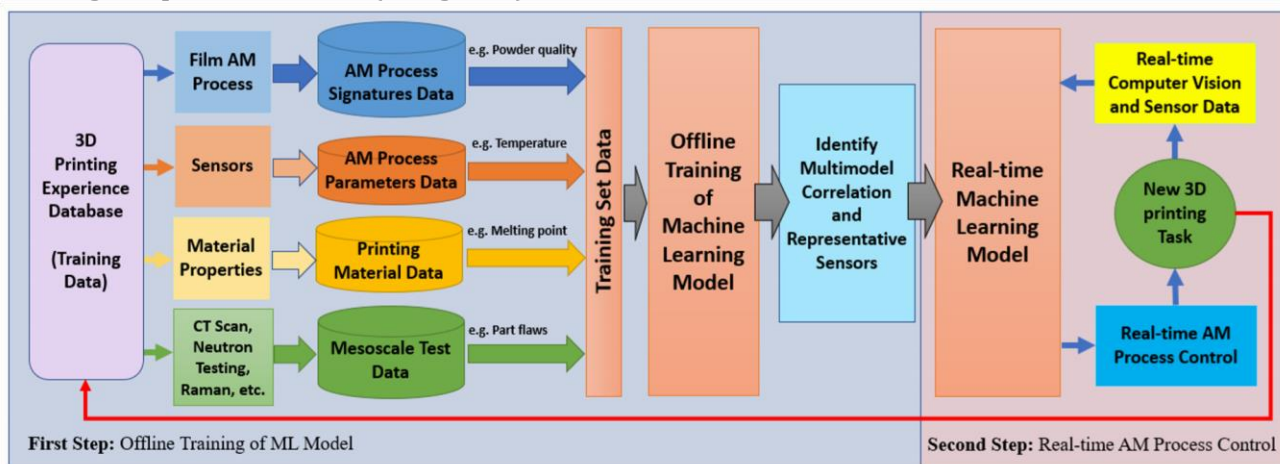 3D
Printing
Experience
Database
(Training
Data)
Film AM
Process
AM Process
Signatures Data
e.g. Powder quality
Sensors
AM Process
Parameters Data
e.g. Temperature
Material
Properties
Printing
Material Data
e.g. Melting point
CT Scan,
Neutron
Testing,
Raman, etc.
Mesoscale Test
Data
e.g. Part flaws
Training Set Data
Offline
Training
of
Machine
Learning
Model
Identify
Multimodel
Correlation
and
Representative
Sensors
Real-time
Machine
Learning
Model
Real-time
Computer Vision
and Sensor Data
New 3D
printing
Task
Real-time AM
Process Control
First Step: Offline Training of ML Model
Second Step: Real-time AM Process Control